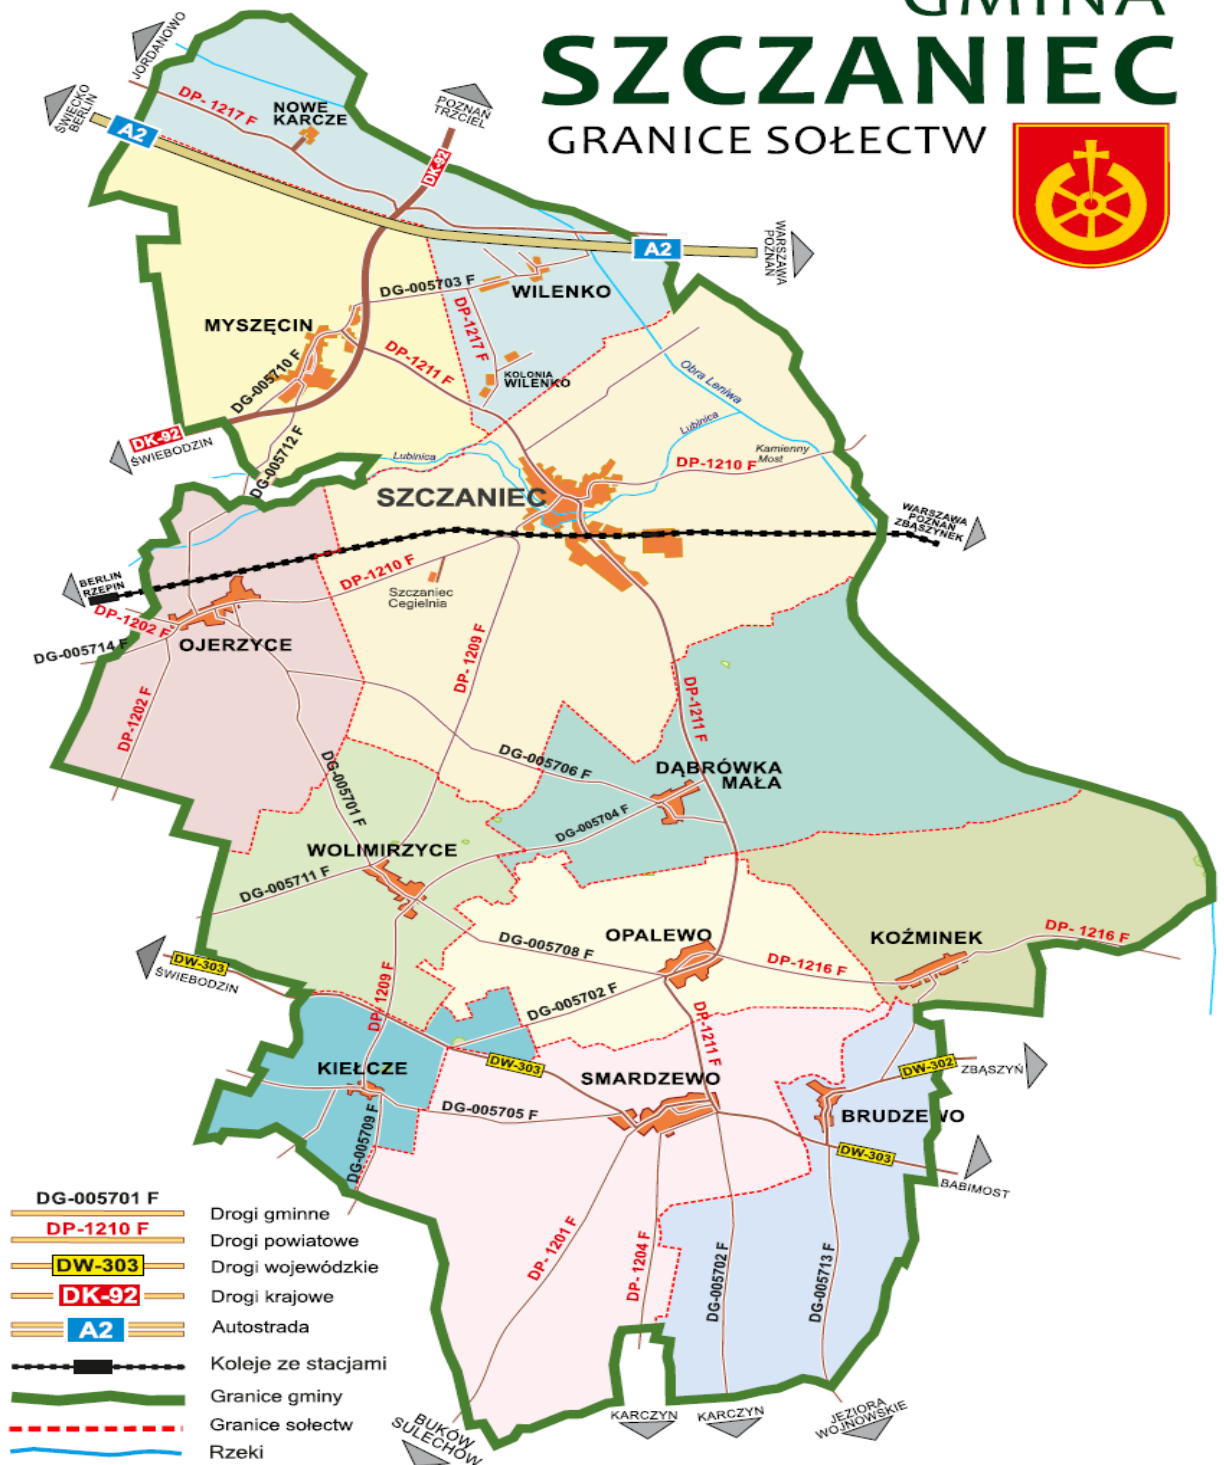 GMINA
SZCZANIEC
GRANICE SOŁECTW
JORDANOWO
ŚWIECKO
BERLIN
A2
DP- 1217 F
NOWE
KARCZE
POZNAŃ
TRZCIEL
DK-92
A2
WARSZAWA
POZNAŃ
DG-005703 F
WILENKO
MYSZĘCIN
DP-1217 F
DP-1211 F
KOLONIA
WILENKO
DG-005710 F
Obra Leniwa
Lubinica
DK-92
ŚWIEBODZIN
DG-005712 F
Lubinica
Kamienny
Most
DP-1210 F
SZCZANIEC
WARSZAWA
POZNAŃ
ZBĄSZYNEK
BERLIN
RZEPIN
DP-1210 F
Szczaniec
Cegielnia
DP-1202 F
OJERZYCE
DG-005714 F
DP- 1209 F
DP-1202 F
DP-1211 F
DG-005701 F
DG-005706 F
DĄBRÓWKA
MAŁA
DG-005704 F
WOLIMIRZYCE
DG-005711 F
DG-005708 F
OPALEWO
KOŹMINEK
DP- 1216 F
DP-1216 F
DW-303
ŚWIEBODZIN
DP- 1209 F
DG-005702 F
DP-1211 F
KIEŁCZE
DW-303
SMARDZEWO
DW-302
ZBĄSZYŃ
DG-005705 F
BRUDZEWO
DG-005709 F
DW-303
BABIMOST
DP- 1201 F
DP- 1204 F
DG-005702 F
DG-005713 F
BUKÓW
SULECHÓW
KARCZYN
KARCZYN
JEZIORA
WOJNOWSKIE
DG-005701 F
Drogi gminne
DP-1210 F
Drogi powiatowe
DW-303
Drogi wojewódzkie
DK-92
Drogi krajowe
A2
Autostrada
Koleje ze stacjami
Granice gminy
Granice sołectw
Rzeki